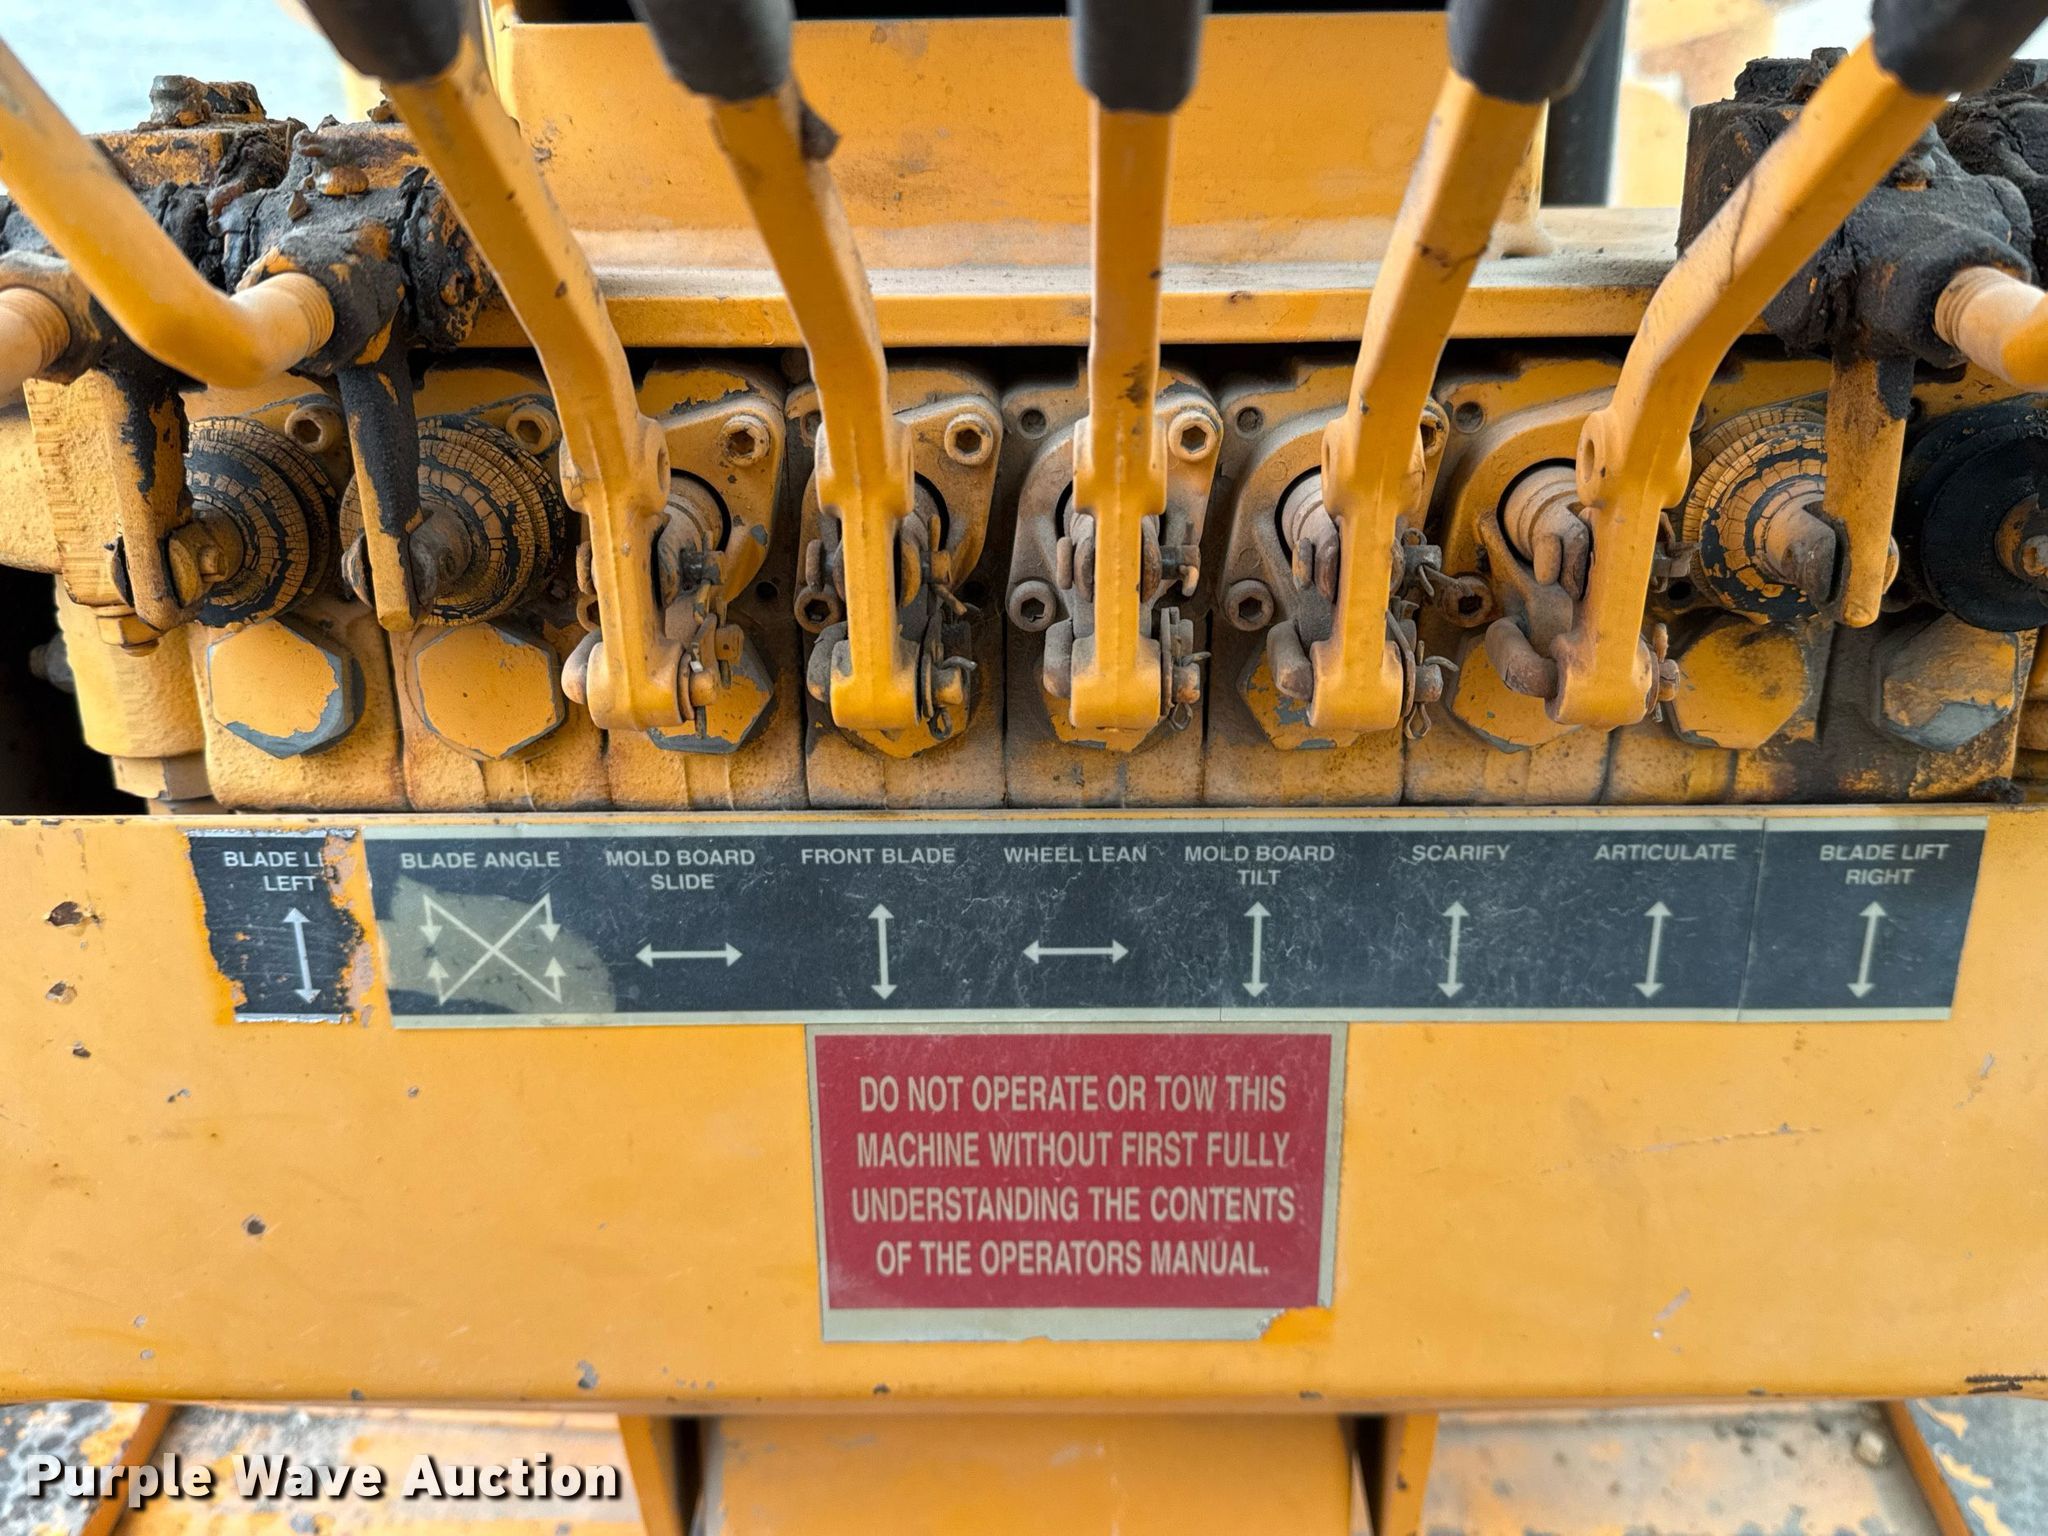 BLADE
LEFT
BLADE ANGLE
MOLD BOARD
SLIDE
FRONT BLADE
WHEEL LEAN
MOLD BOARD
TILT
SCARIFY
ARTICULATE
BLADE LIFT
RIGHT
DO NOT OPERATE OR TOW THIS
MACHINE WITHOUT FIRST FULLY
UNDERSTANDING THE CONTENTS
OF THE OPERATORS MANUAL.
Purple Wave Auction